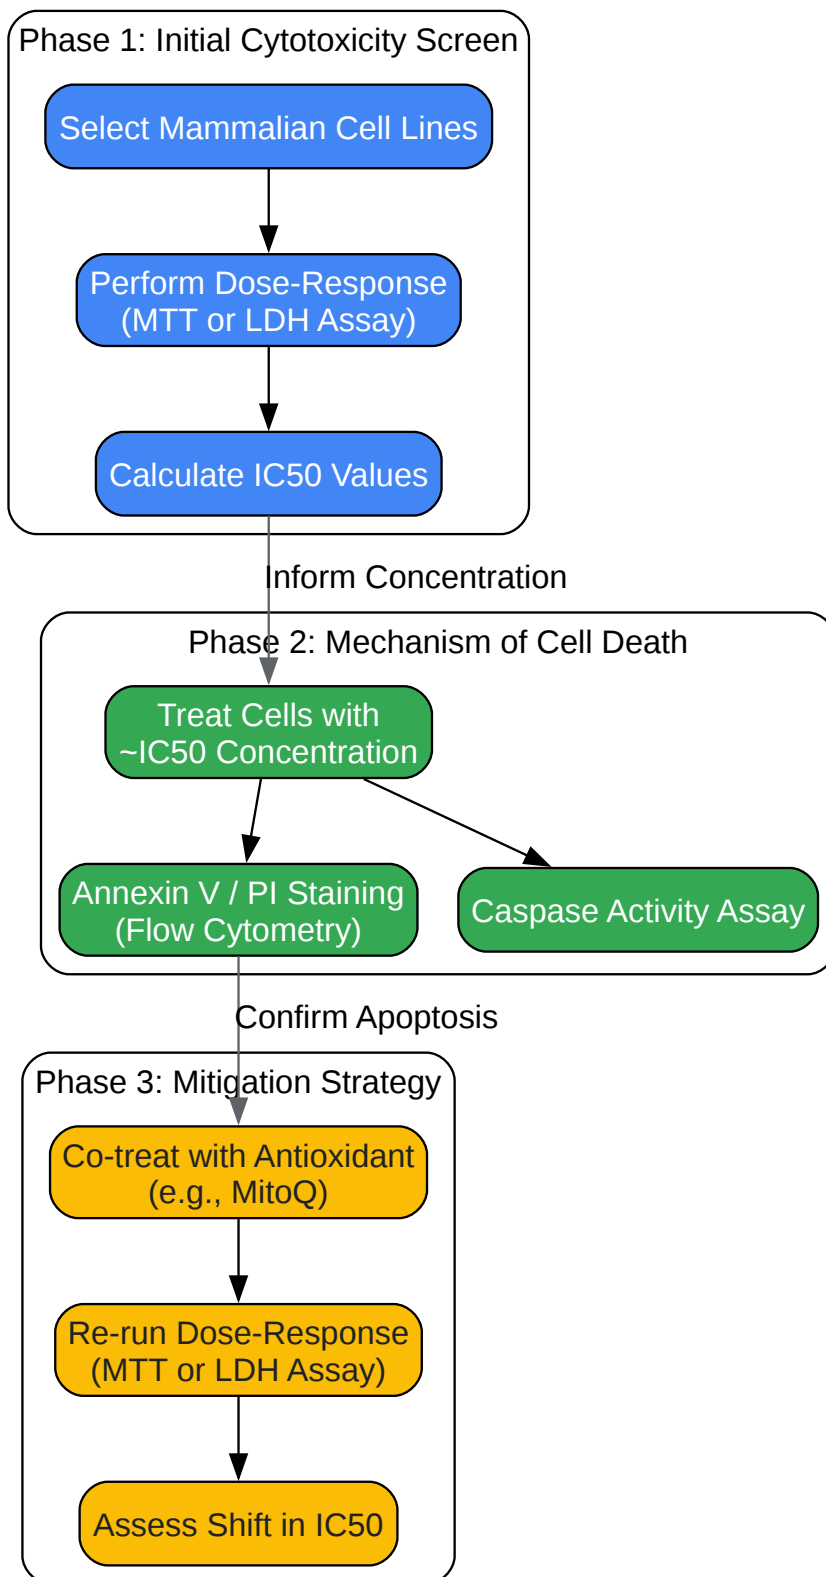 Phase 1: Initial Cytotoxicity Screen
Select Mammalian Cell Lines
Perform Dose-Response
(MTT or LDH Assay)
Calculate IC50 Values
Inform Concentration
Phase 2: Mechanism of Cell Death
Treat Cells with
~IC50 Concentration
Annexin V / PI Staining
(Flow Cytometry)
Caspase Activity Assay
Confirm Apoptosis
Phase 3: Mitigation Strategy
Co-treat with Antioxidant
(e.g., MitoQ)
Re-run Dose-Response
(MTT or LDH Assay)
Assess Shift in IC50